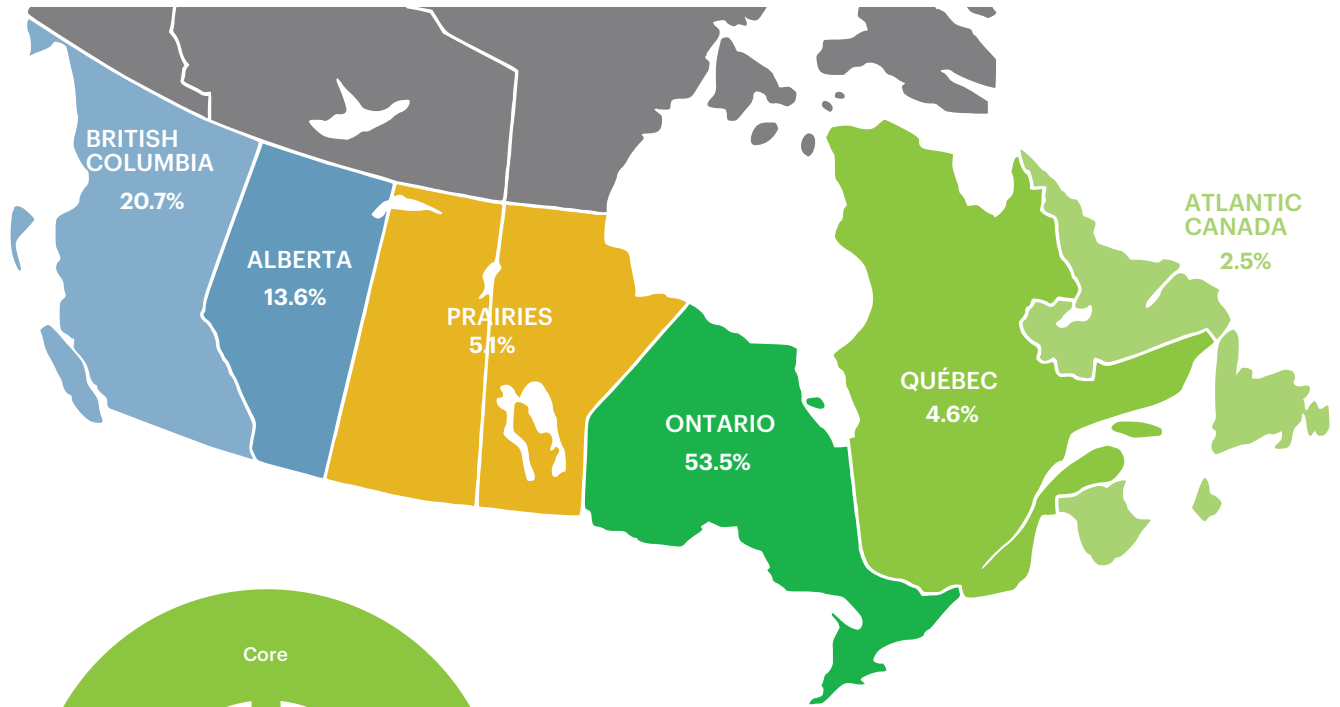 BRITISH
COLUMBIA
20.7%
ALBERTA
13.6%
PRAIRIES
5.1%
ONTARIO
53.5%
QUÉBEC
4.6%
ATLANTIC
CANADA
2.5%
Core